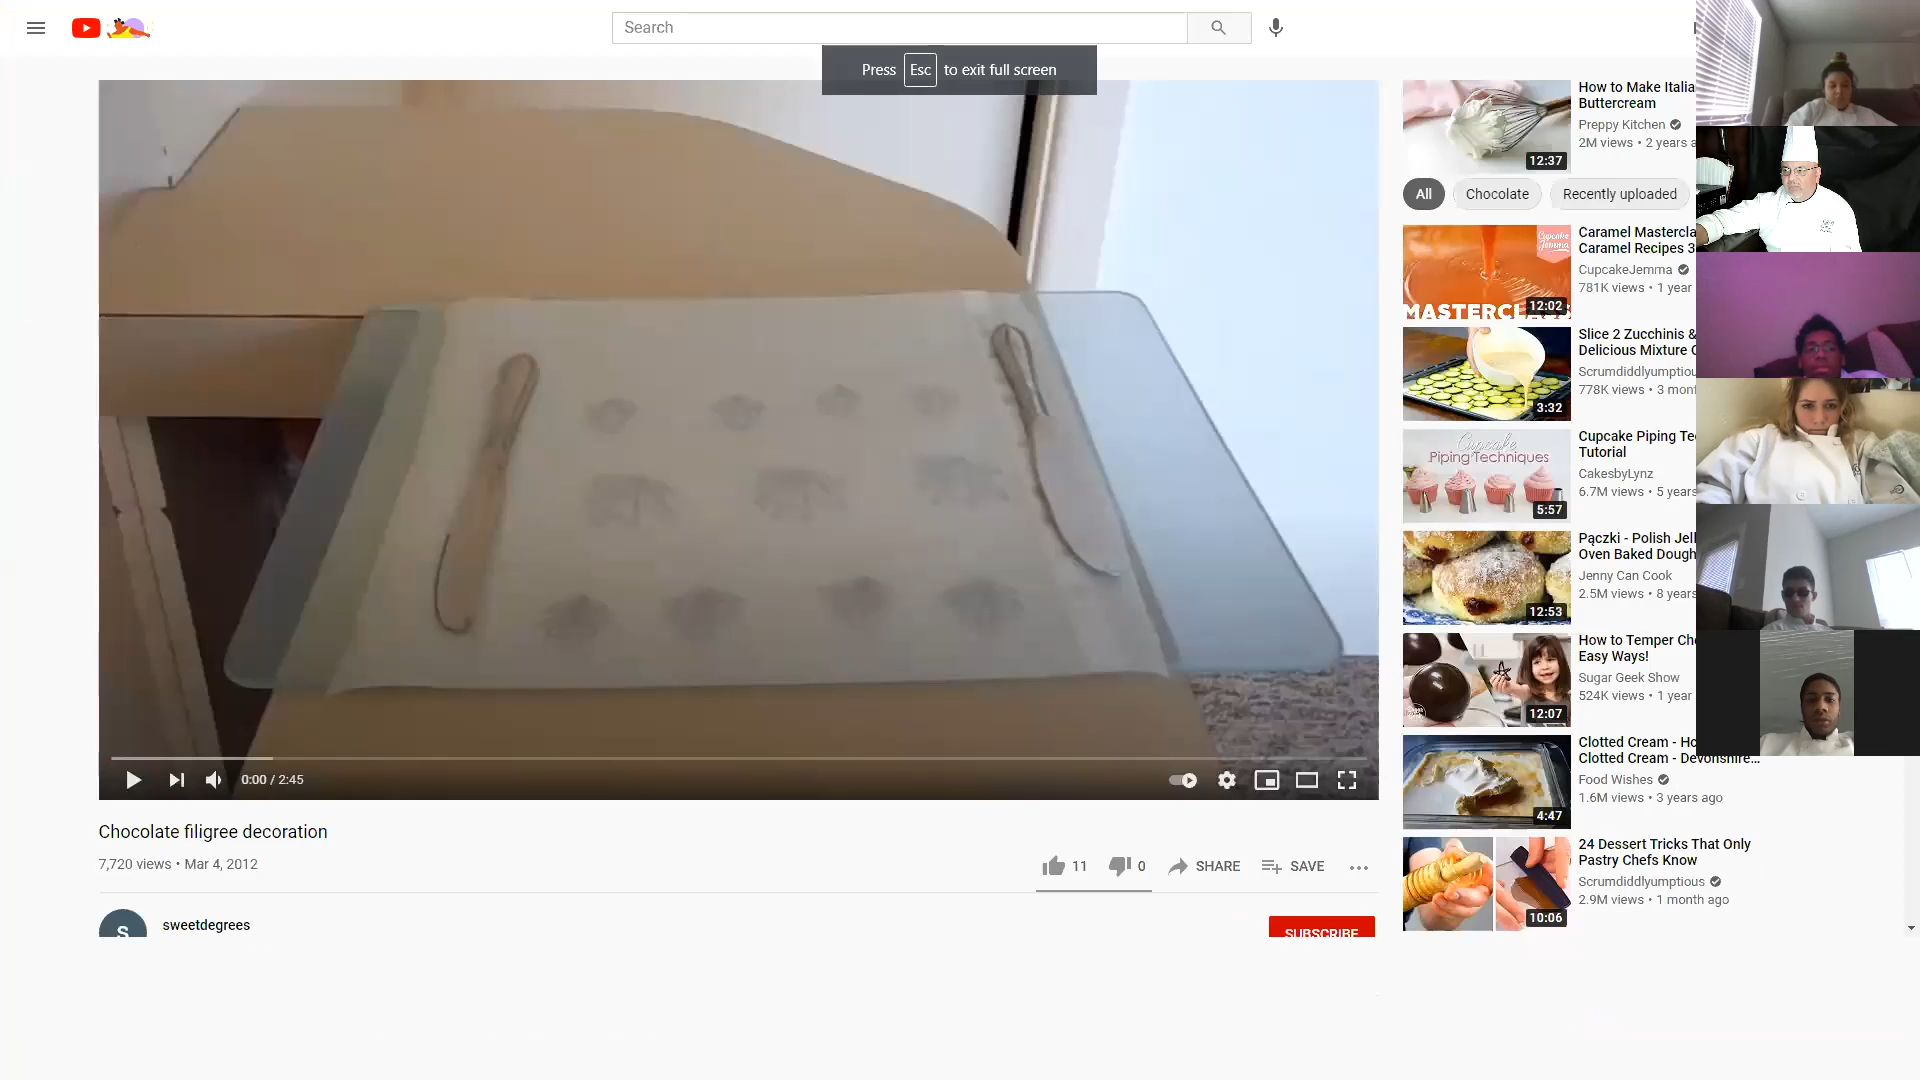 Search
Press Esc to exit full screen
0:00 / 2:45
Chocolate filigree decoration
7,720 views • Mar 4, 2012
11
0
SHARE
SAVE
S
sweetdegrees
SUBSCRIBE
How to Make Italia
Buttercream
Preppy Kitchen
2M views • 2 years a
12:37
All
Chocolate
Recently uploaded
Cupcake
Jemma
MASTERCLASS
12:02
Caramel Mastercla
Caramel Recipes 3
CupcakeJemma
781K views • 1 year
3:32
Slice 2 Zucchinis &
Delicious Mixture
Scrumdiddlyumptiou
778K views • 3 mon
Cupcake
Piping Techniques
5:57
Cupcake Piping Te
Tutorial
CakesbyLynz
6.7M views • 5 years
12:53
Pączki - Polish Jell
Oven Baked Dough
Jenny Can Cook
2.5M views • 8 years
12:07
How to Temper Ch
Easy Ways!
Sugar Geek Show
524K views • 1 year
4:47
Clotted Cream - Ho
Clotted Cream - Devonshire...
Food Wishes
1.6M views • 3 years ago
10:06
24 Dessert Tricks That Only
Pastry Chefs Know
Scrumdiddlyumptious
2.9M views • 1 month ago